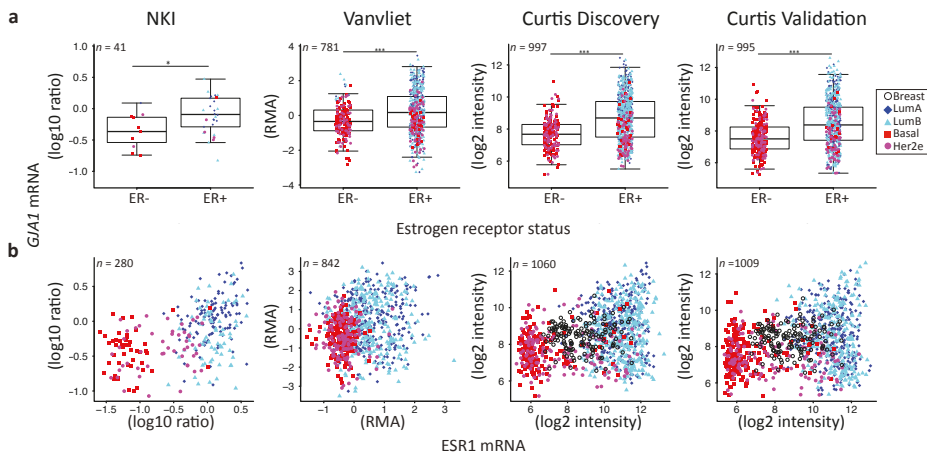 a
NKI
Vanvliet
Curtis Discovery
Curtis Validation
n = 41
n = 781
n = 997
n = 995
*
***
***
***
(log10 ratio)
1.0
0.5
0.0
-0.5
-1.0
ER-
ER+
(RMA)
4
2
0
−2
−4
ER-
ER+
(log2 intensity)
12
10
8
6
ER-
ER+
(log2 intensity)
12
10
8
6
ER-
ER+
Breast
LumA
LumB
Basal
Her2e
GJA1 mRNA
Estrogen receptor status
b
n = 280
n = 842
n = 1060
n =1009
(log10 ratio)
0.5
0.0
-0.5
-1.0
-1.5
-1.0
-0.5
0.0
0.5
(log10 ratio)
(RMA)
3
2
1
0
−1
−2
−3
−1
0
1
2
3
(RMA)
(log2 intensity)
12
11
10
9
8
7
6
6
8
10
12
(log2 intensity)
(log2 intensity)
12
11
10
9
8
7
6
6
8
10
12
(log2 intensity)
ESR1 mRNA